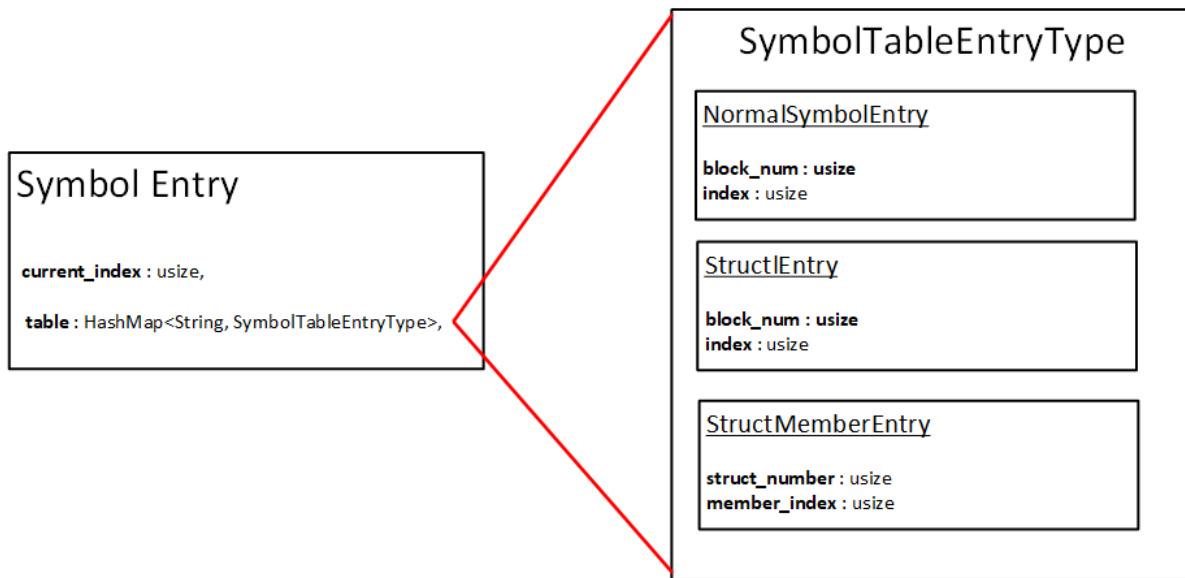 Symbol Entry
current_index : usize,
table : HashMap<String, SymbolTableEntryType>,
SymbolTableEntryType
NormalSymbolEntry
block_num : usize
index : usize
StructlEntry
block_num : usize
index : usize
StructMemberEntry
struct_number : usize
member_index : usize